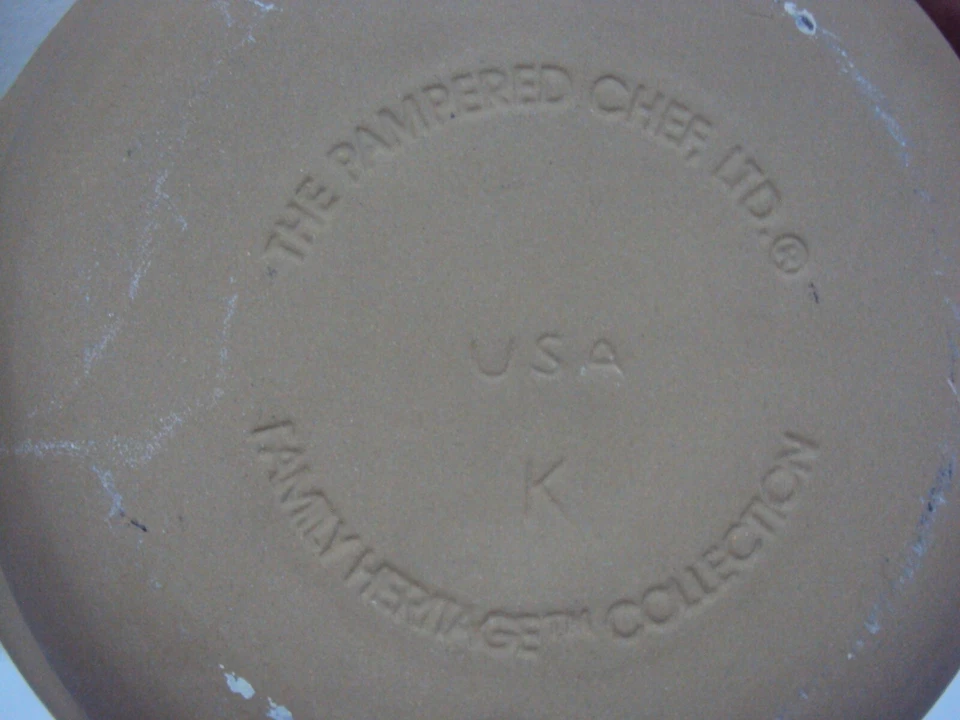 THE PAMPERED CHEF, LTD.®
USA
K
FAMILY HERITAGE™ COLLECTION